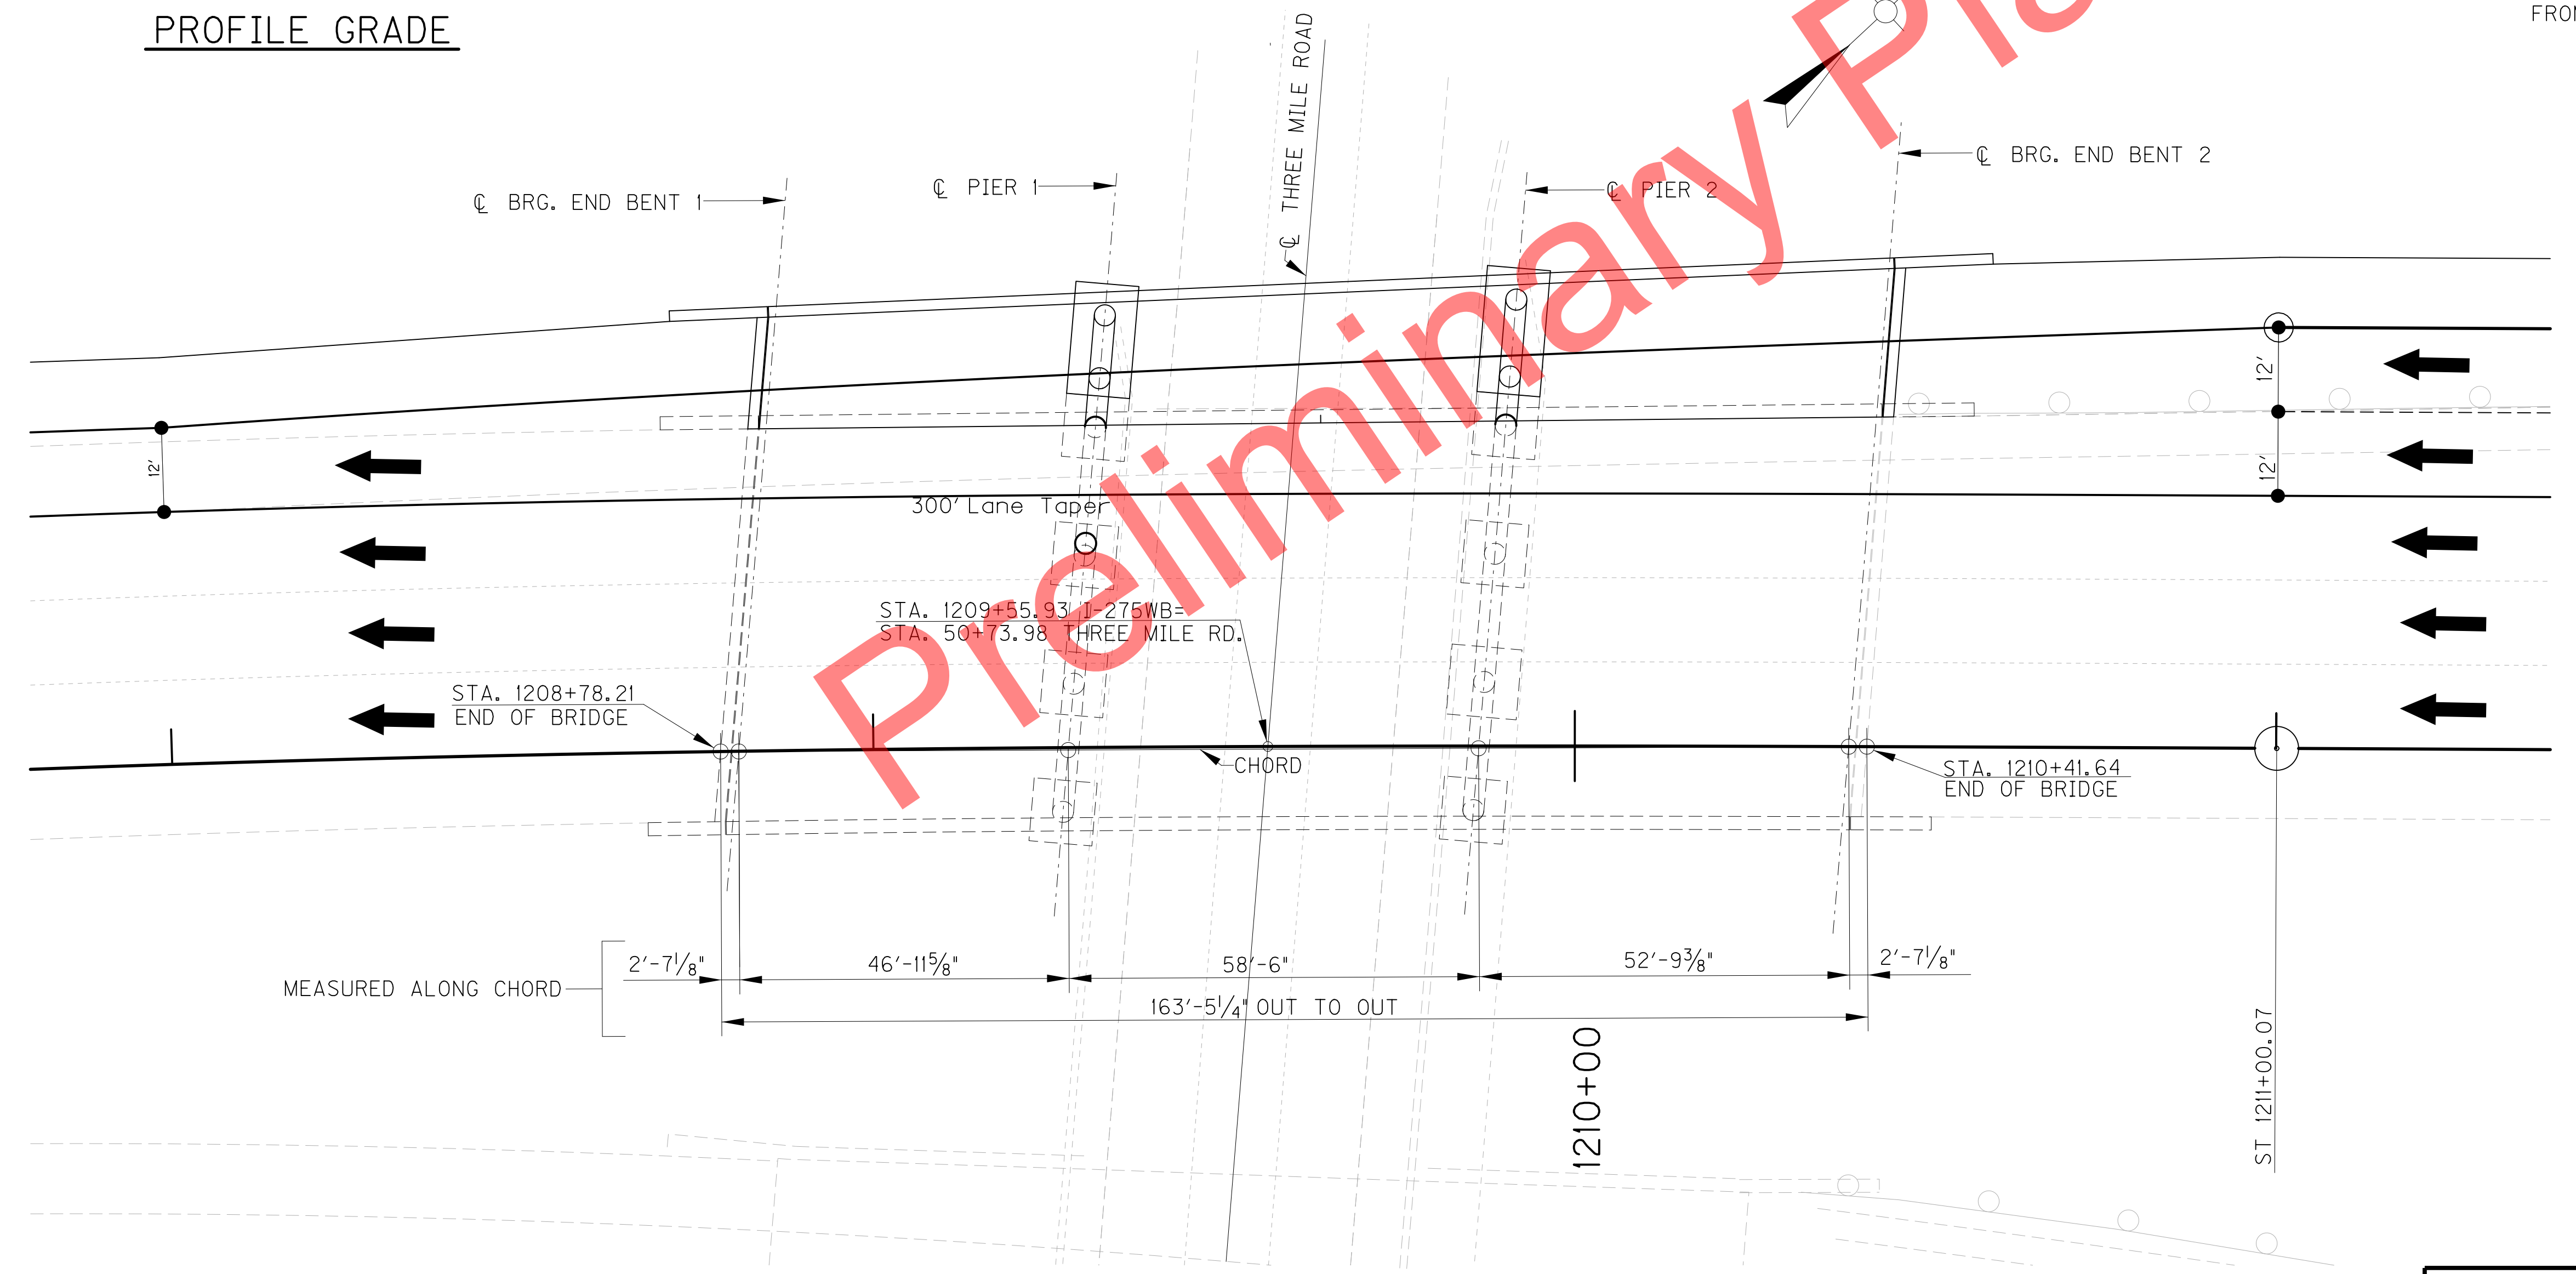 PROFILE GRADE
FRON
℄ THREE MILE ROAD
℄ BRG. END BENT 1
℄ PIER 1
℄ PIER 2
℄ BRG. END BENT 2
12'
12'
12'
300' Lane Taper
STA. 1209+55.93 I-275WB=
STA. 50+73.98 THREE MILE RD.
STA. 1208+78.21
END OF BRIDGE
CHORD
STA. 1210+41.64
END OF BRIDGE
MEASURED ALONG CHORD
2'-7⅛"
46'-11⅝"
58'-6"
52'-9⅜"
2'-7⅛"
163'-5¼" OUT TO OUT
1210+00
ST 1211+00.07
Preliminary Pla